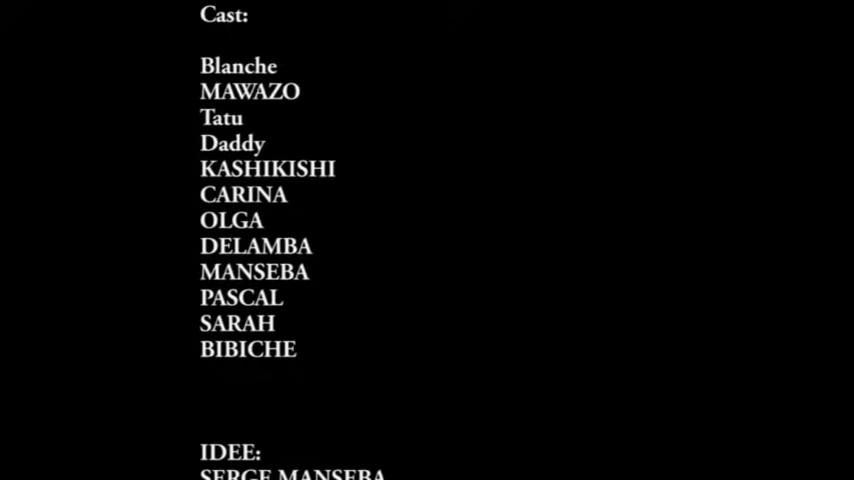 Cast:
Blanche
MAWAZO
Tatu
Daddy
KASHIKISHI
CARINA
OLGA
DELAMBA
MANSEBA
PASCAL
SARAH
BIBICHE
IDEE:
SERGE MANSEBA